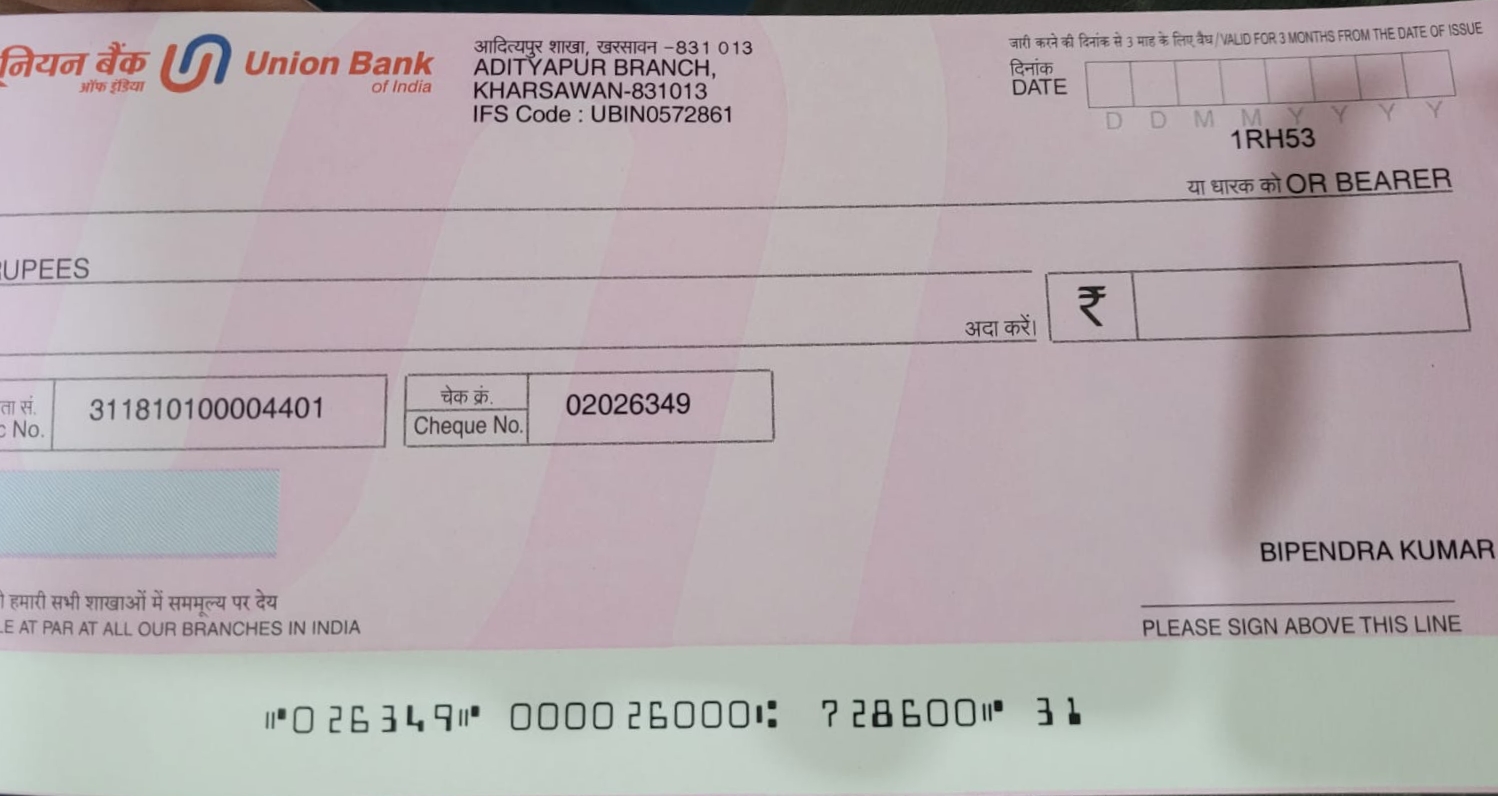 नियन बैंक
ऑफ इंडिया
Union Bank
of India
आदित्यपुर शाखा, खरसावन -831 013
ADITYAPUR BRANCH,
KHARSAWAN-831013
IFS Code : UBIN0572861
जारी करने की दिनांक से 3 माह के लिए वैध/VALID FOR 3 MONTHS FROM THE DATE OF ISSUE
दिनांक
DATE
D D M M Y Y Y Y
1RH53
या धारक को OR BEARER
RUPEES
अदा करें।
₹
ता सं.
c No.
311810100004401
चेक क्रं.
Cheque No.
02026349
BIPENDRA KUMAR
हमारी सभी शाखाओं में सममूल्य पर देय
LE AT PAR AT ALL OUR BRANCHES IN INDIA
PLEASE SIGN ABOVE THIS LINE
⑈026349⑈ 000026000⑆ 728600⑈ 31